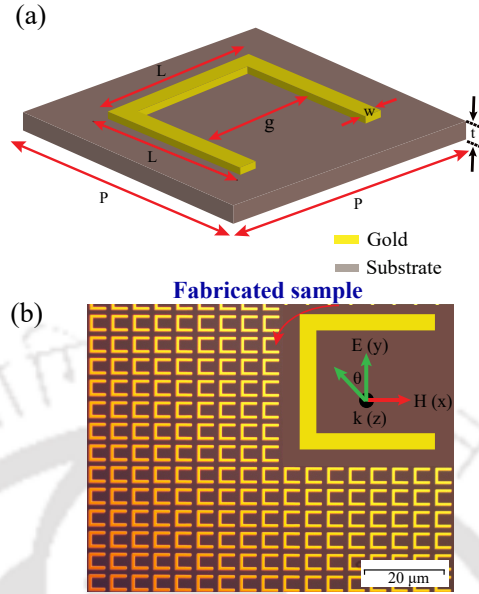 (a)
L
w
g
L
t
P
P
Gold
Substrate
Fabricated sample
(b)
E (y)
θ
H (x)
k (z)
20 μm